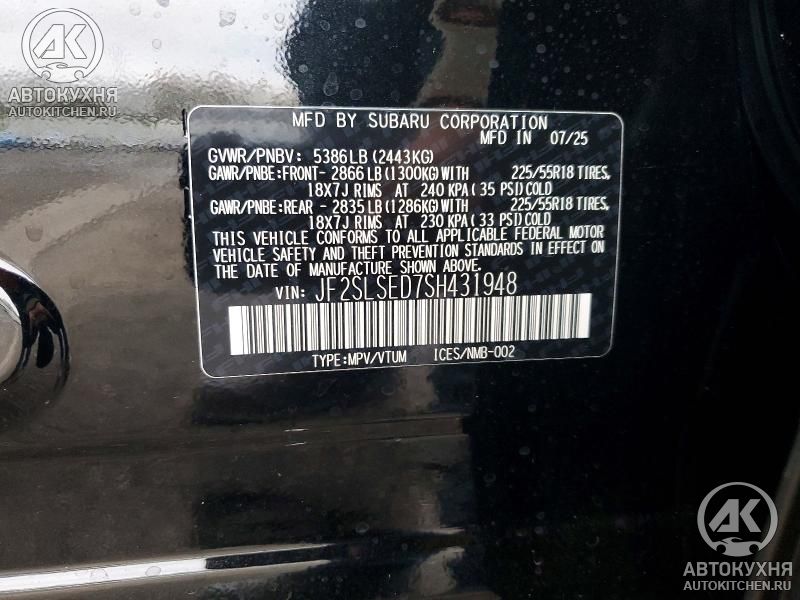 AK
АВТОКУХНЯ
AUTOKITCHEN.RU
MFD BY SUBARU CORPORATION
MFD IN 07/25
GVWR/PNBV: 5386LB(2443KG)
GAWR/PNBE:FRONT- 2866LB(1300KG)WITH 225/55R18 TIRES,
18X7J RIMS AT 240 KPA(35 PSI)COLD
GAWR/PNBE:REAR - 2835LB(1286KG)WITH 225/55R18 TIRES,
18X7J RIMS AT 230 KPA(33 PSI)COLD
THIS VEHICLE CONFORMS TO ALL APPLICABLE FEDERAL MOTOR
VEHICLE SAFETY AND THEFT PREVENTION STANDARDS IN EFFECT ON
THE DATE OF MANUFACTURE SHOWN ABOVE.
VIN: JF2SLSED7SH431948
TYPE:MPV/VTUM ICES/NMB-002
AK
АВТОКУХНЯ
AUTOKITCHEN.RU